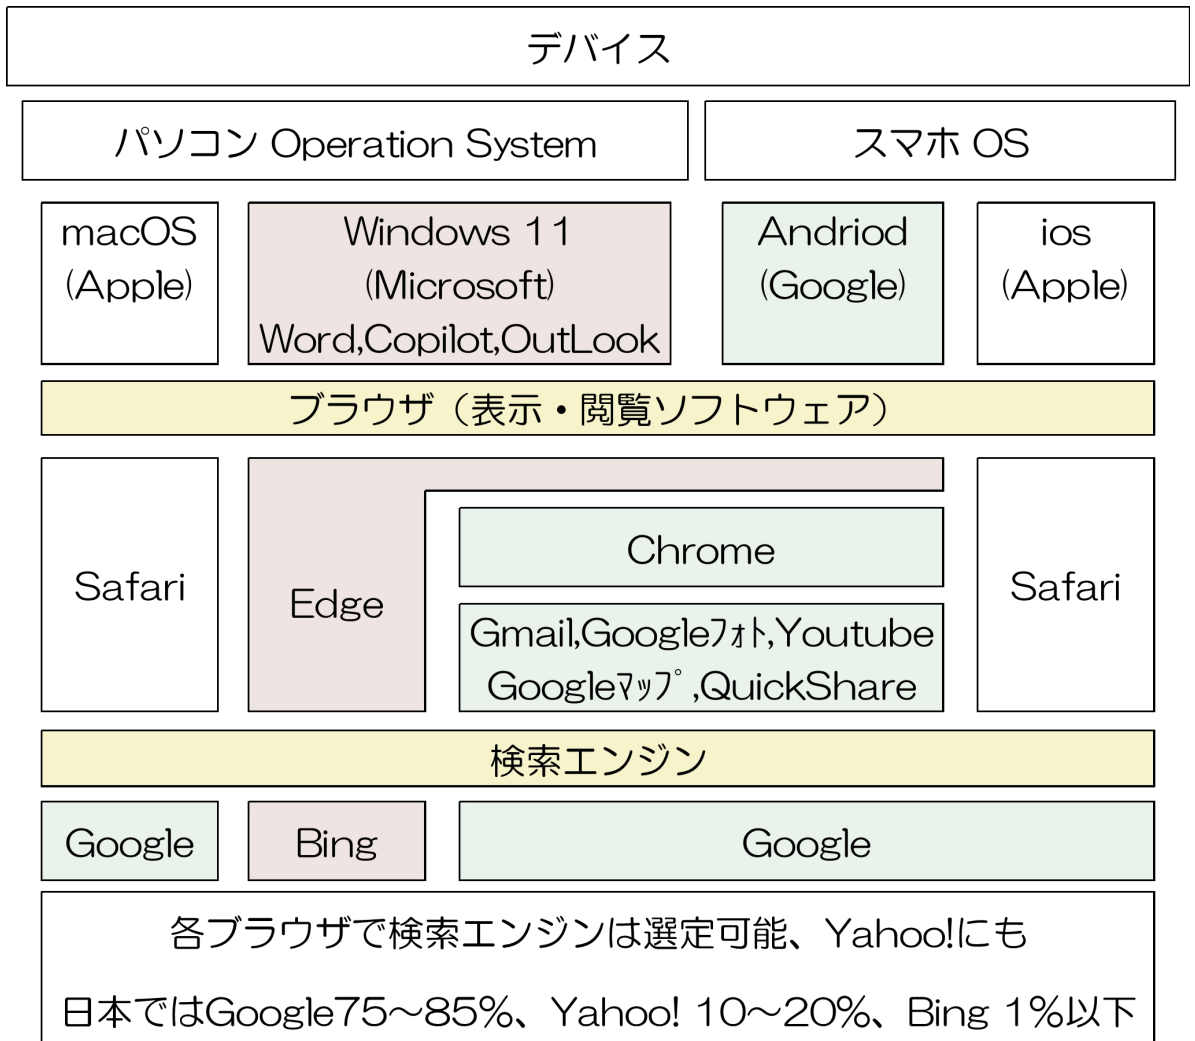 デバイス
パソコン Operation System
スマホ OS
macOS
(Apple)
Windows 11
(Microsoft)
Word,Copilot,OutLook
Andriod
(Google)
ios
(Apple)
ブラウザ（表示・閲覧ソフトウェア）
Safari
Edge
Chrome
Gmail,Googleﾌｫﾄ,Youtube
Googleﾏｯﾌﾟ,QuickShare
Safari
検索エンジン
Google
Bing
Google
各ブラウザで検索エンジンは選定可能、Yahoo!にも
日本ではGoogle75～85%、Yahoo! 10～20%、Bing 1%以下